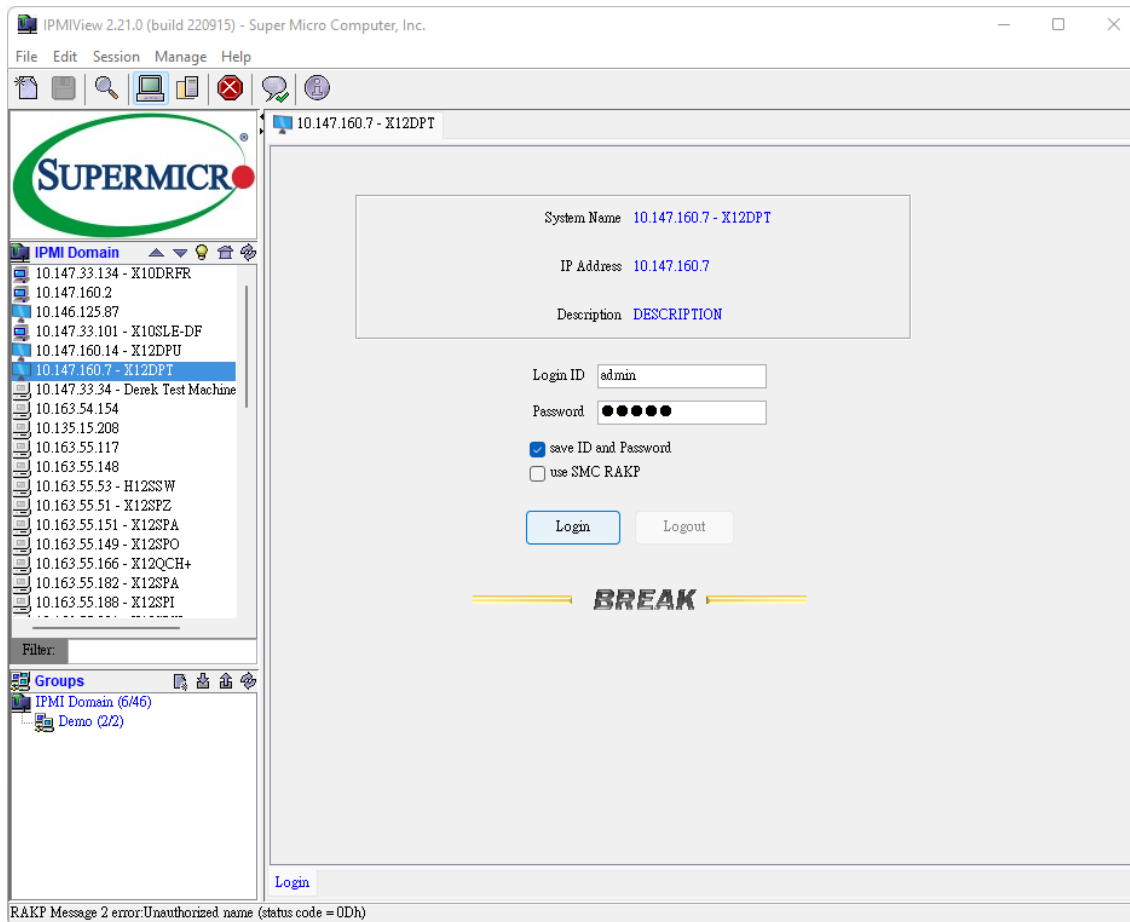 IPMIView 2.21.0 (build 220915) - Super Micro Computer, Inc.
File Edit Session Manage Help
SUPERMICR
10.147.160.7 - X12DPT
System Name 10.147.160.7 - X12DPT
IP Address 10.147.160.7
Description DESCRIPTION
IPMI Domain
10.147.33.134 - X10DRFR
10.147.160.2
10.146.125.87
10.147.33.101 - X10SLE-DF
10.147.160.14 - X12DPU
10.147.160.7 - X12DPT
10.147.33.34 - Derek Test Machine
10.163.54.154
10.135.15.208
10.163.55.117
10.163.55.148
10.163.55.53 - H12SSW
10.163.55.51 - X12SPZ
10.163.55.151 - X12SPA
10.163.55.149 - X12SPO
10.163.55.166 - X12QCH+
10.163.55.182 - X12SPA
10.163.55.188 - X12SPI
Login ID admin
Password ●●●●●
save ID and Password
use SMC RAKP
Login Logout
BREAK
Filter:
Groups
IPMI Domain (6/46)
Demo (2/2)
Login
RAKP Message 2 error:Unauthorized name (status code = 0Dh)